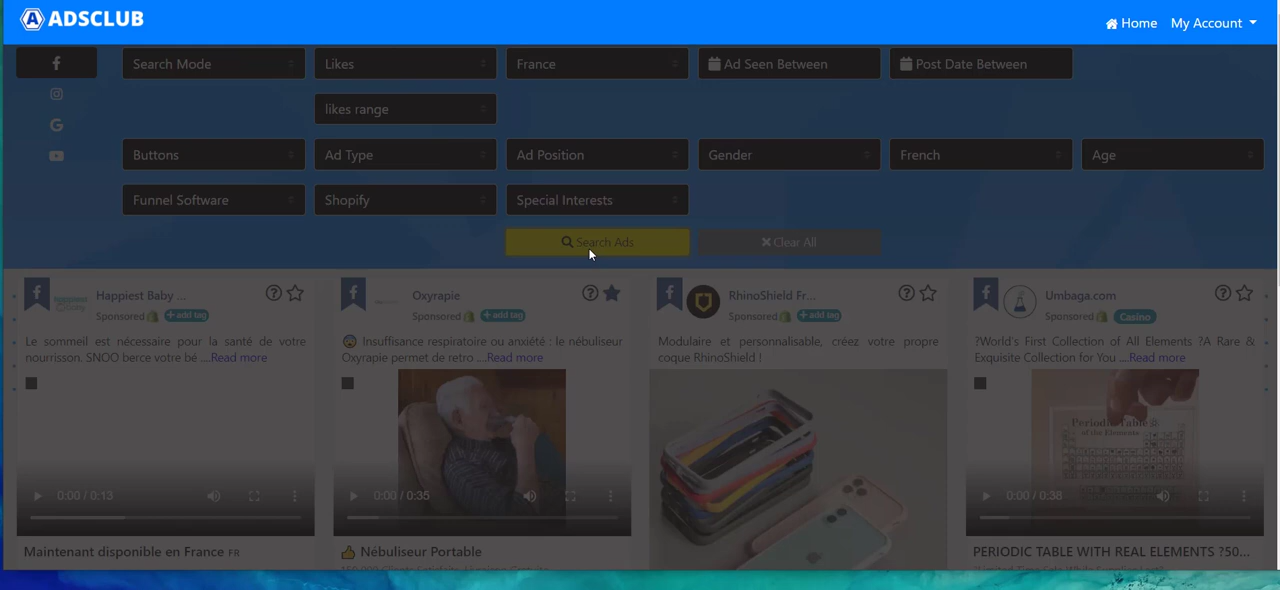 ADSCLUB
Home My Account
Search Mode Likes France Ad Seen Between Post Date Between
likes range
Buttons Ad Type Ad Position Gender French Age
Funnel Software Shopify Special Interests
Search Ads Clear All
Happiest Baby ...
Sponsored + add tag
Le sommeil est nécessaire pour la santé de votre
nourrisson. SNOO berce votre bé ....Read more
0:00 / 0:13
Maintenant disponible en France FR
Oxyrapie
Sponsored + add tag
😨 Insuffisance respiratoire ou anxiété : le nébuliseur
Oxyrapie permet de retro ....Read more
0:00 / 0:35
👍 Nébuliseur Portable
RhinoShield Fr...
Sponsored + add tag
Modulaire et personnalisable, créez votre propre
coque RhinoShield !
Umbaga.com
Sponsored Casino
?World's First Collection of All Elements ?A Rare &
Exquisite Collection for You ....Read more
Periodic Table
of the Elements
0:00 / 0:38
PERIODIC TABLE WITH REAL ELEMENTS ?50...